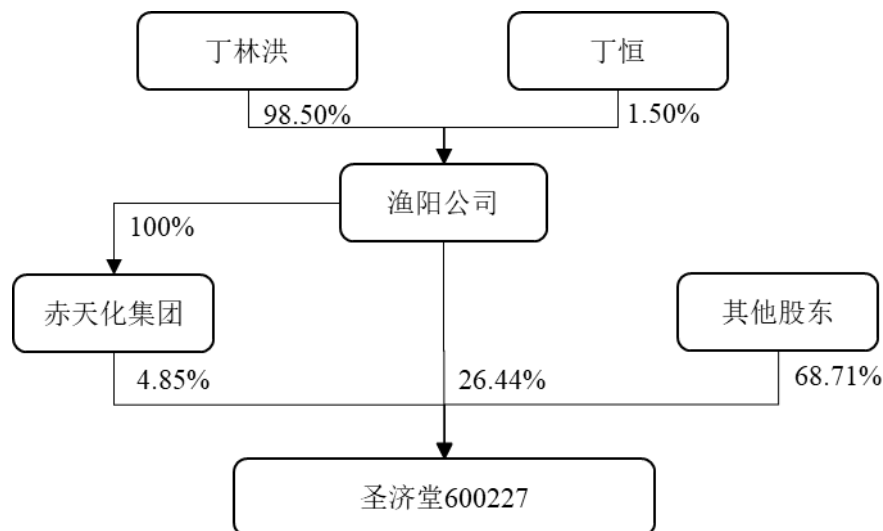 丁林洪
丁恒
98.50%
1.50%
渔阳公司
100%
赤天化集团
其他股东
4.85%
26.44%
68.71%
圣济堂600227